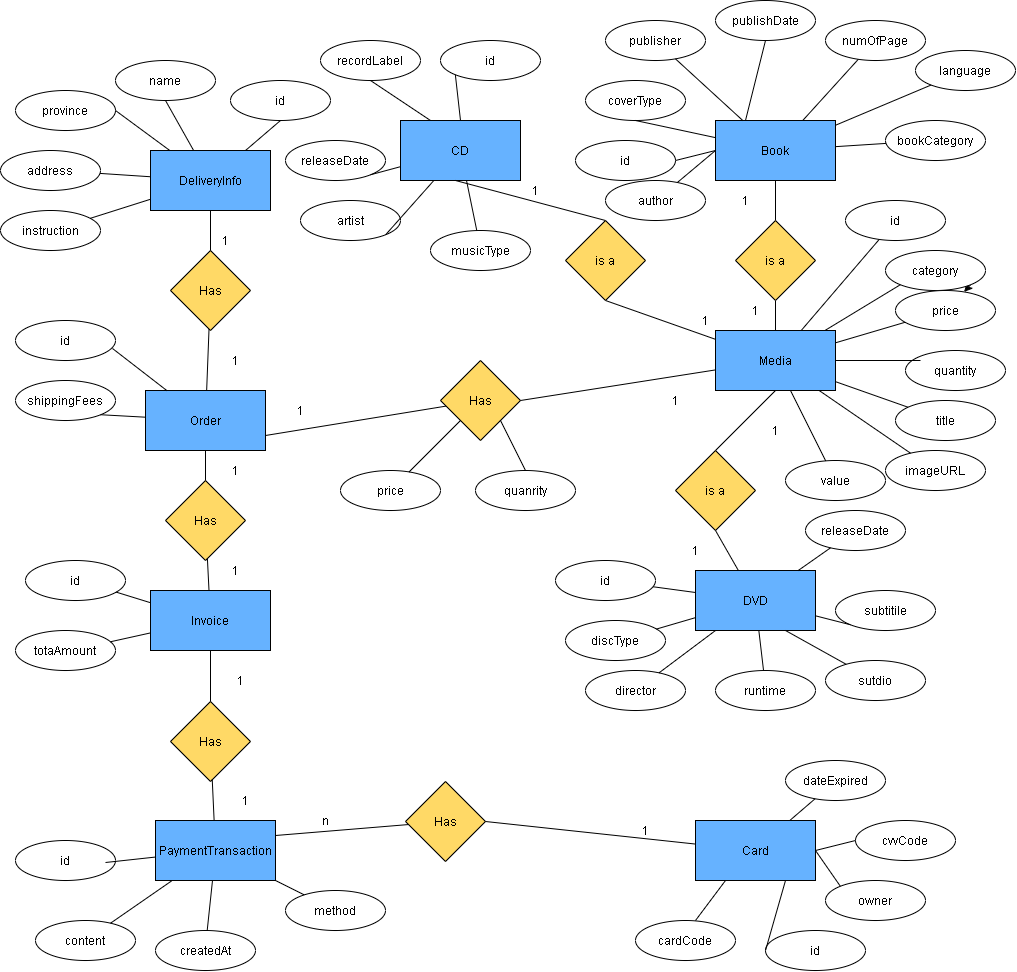 publishDate
publisher
numOfPage
recordLabel
id
language
name
province
id
coverType
bookCategory
CD
Book
releaseDate
id
address
DeliveryInfo
author
1
1
artist
instruction
id
musicType
1
is a
is a
category
Has
price
1
1
id
1
Media
quantity
shippingFees
Has
1
1
Order
title
1
1
imageURL
price
quanrity
is a
value
Has
releaseDate
1
1
id
id
DVD
subtitile
Invoice
discType
totaAmount
1
sutdio
director
runtime
Has
dateExpired
1
n
Has
1
cwCode
PaymentTransaction
Card
id
owner
method
content
createdAt
cardCode
id